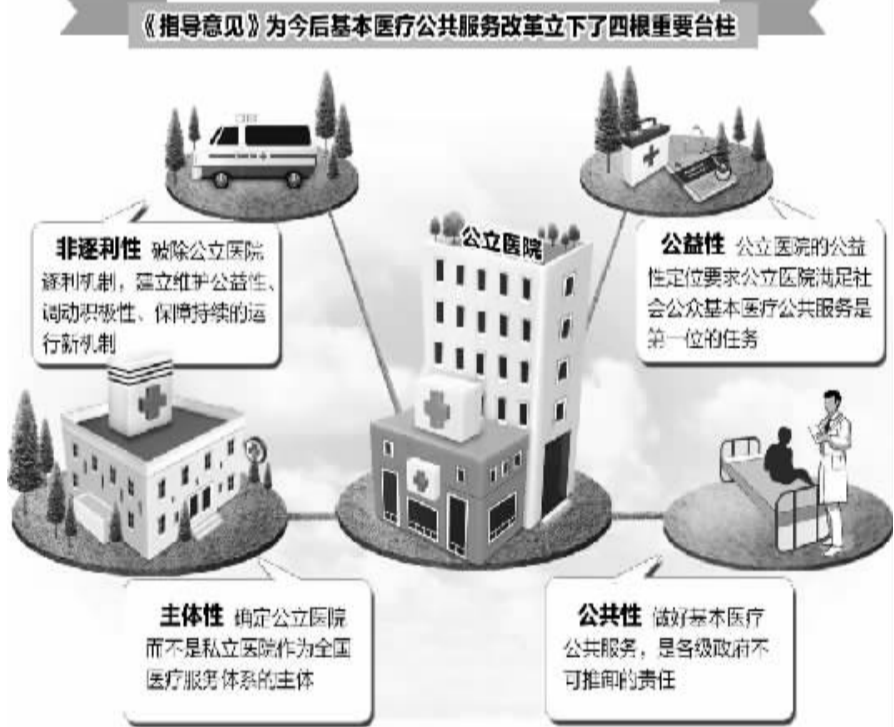 《指导意见》为今后基本医疗公共服务改革立下了四根重要台柱
公立医院
非逐利性 破除公立医院
逐利机制，建立维护公益性、
调动积极性、保障持续的运
行新机制
公益性 公立医院的公益
性定位要求公立医院满足社
会公众基本医疗公共服务是
第一位的任务
主体性 确定公立医院
而不是私立医院作为全国
医疗服务体系的主体
公共性 做好基本医疗
公共服务，是各级政府不
可推卸的责任